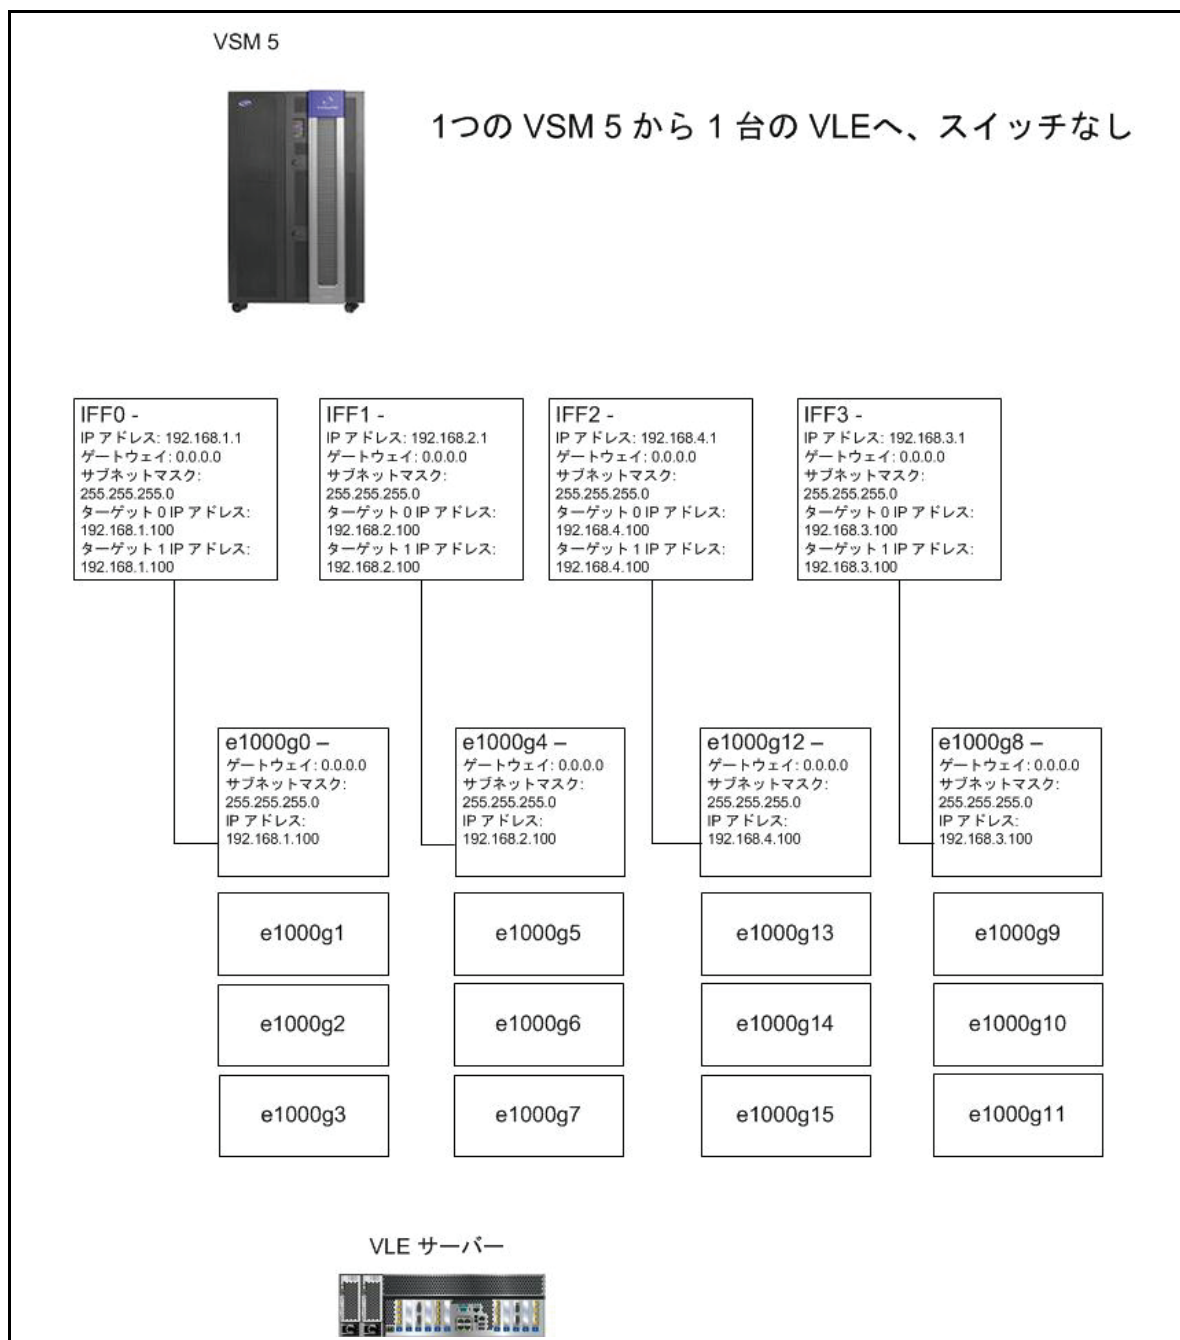 VSM 5
1つの VSM 5 から 1 台の VLEへ、スイッチなし
IFF0 -
IP アドレス: 192.168.1.1
ゲートウェイ: 0.0.0.0
サブネットマスク:
255.255.255.0
ターゲット 0 IP アドレス:
192.168.1.100
ターゲット 1 IP アドレス:
192.168.1.100
IFF1 -
IP アドレス: 192.168.2.1
ゲートウェイ: 0.0.0.0
サブネットマスク:
255.255.255.0
ターゲット 0 IP アドレス:
192.168.2.100
ターゲット 1 IP アドレス:
192.168.2.100
IFF2 -
IP アドレス: 192.168.4.1
ゲートウェイ: 0.0.0.0
サブネットマスク:
255.255.255.0
ターゲット 0 IP アドレス:
192.168.4.100
ターゲット 1 IP アドレス:
192.168.4.100
IFF3 -
IP アドレス: 192.168.3.1
ゲートウェイ: 0.0.0.0
サブネットマスク:
255.255.255.0
ターゲット 0 IP アドレス:
192.168.3.100
ターゲット 1 IP アドレス:
192.168.3.100
e1000g0 –
ゲートウェイ: 0.0.0.0
サブネットマスク:
255.255.255.0
IP アドレス:
192.168.1.100
e1000g4 –
ゲートウェイ: 0.0.0.0
サブネットマスク:
255.255.255.0
IP アドレス:
192.168.2.100
e1000g12 –
ゲートウェイ: 0.0.0.0
サブネットマスク:
255.255.255.0
IP アドレス:
192.168.4.100
e1000g8 –
ゲートウェイ: 0.0.0.0
サブネットマスク:
255.255.255.0
IP アドレス:
192.168.3.100
e1000g1
e1000g5
e1000g13
e1000g9
e1000g2
e1000g6
e1000g14
e1000g10
e1000g3
e1000g7
e1000g15
e1000g11
VLE サーバー